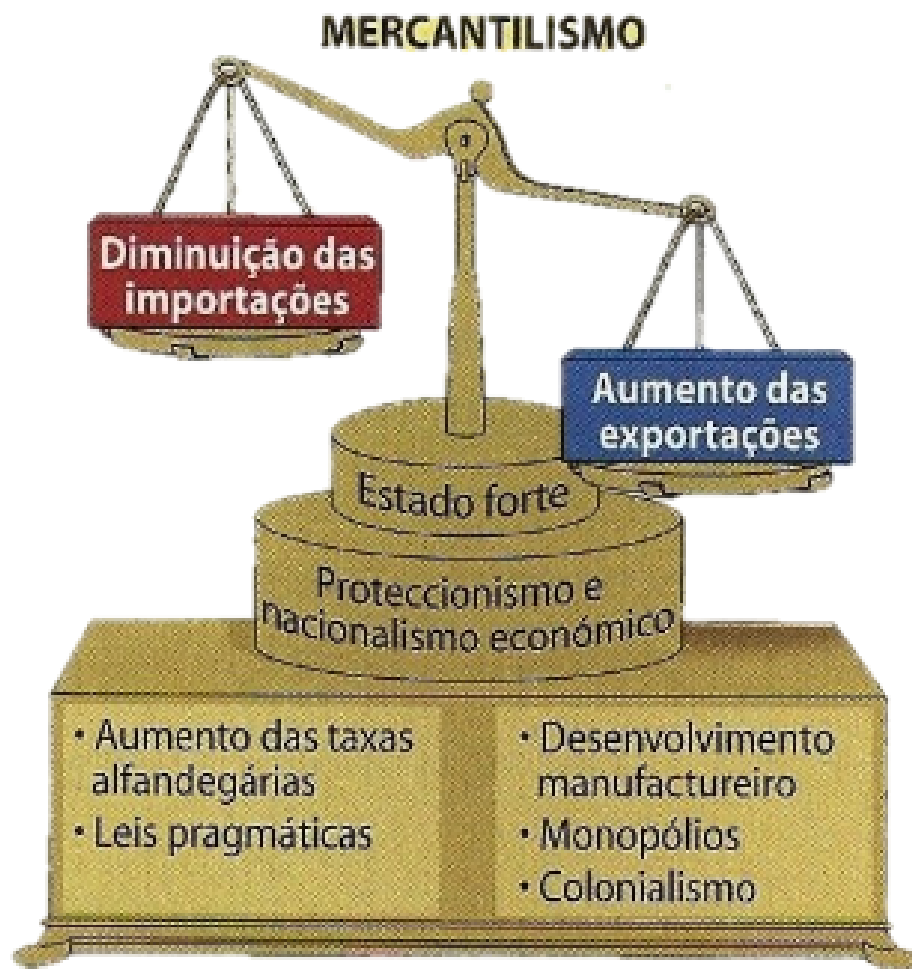 MERCANTILISMO
Diminuição das
importações
Aumento das
exportações
Estado forte
Proteccionismo e
nacionalismo económico
• Aumento das taxas
alfandegárias
• Leis pragmáticas
• Desenvolvimento
manufactureiro
• Monopólios
• Colonialismo